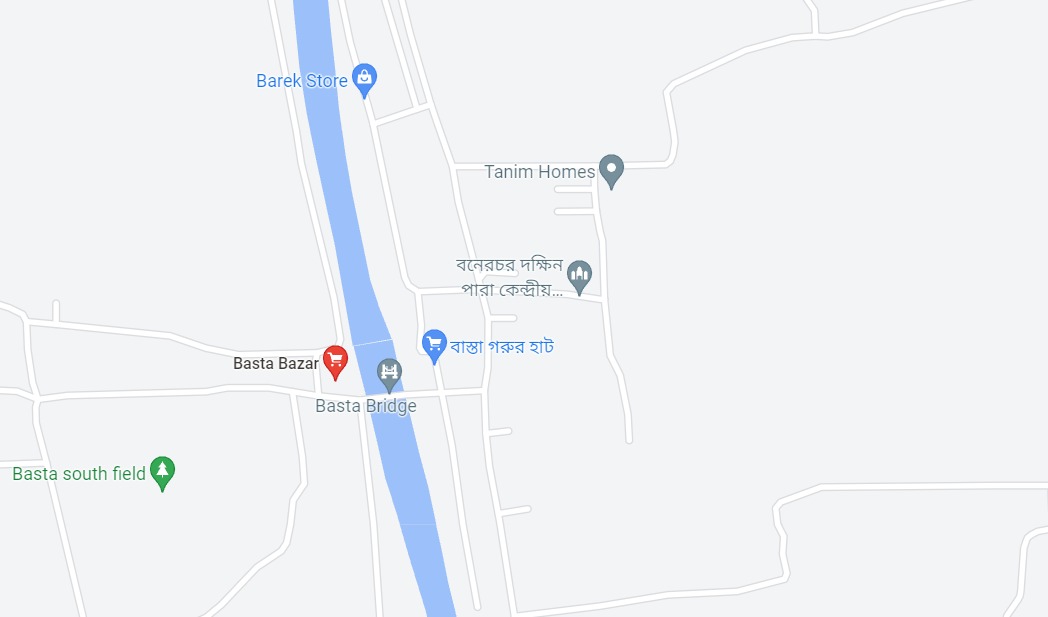 Barek Store
Tanim Homes
বনেরচর দক্ষিন
পারা কেন্দ্রীয়...
বাস্তা গরুর হাট
Basta Bazar
Basta Bridge
Basta south field